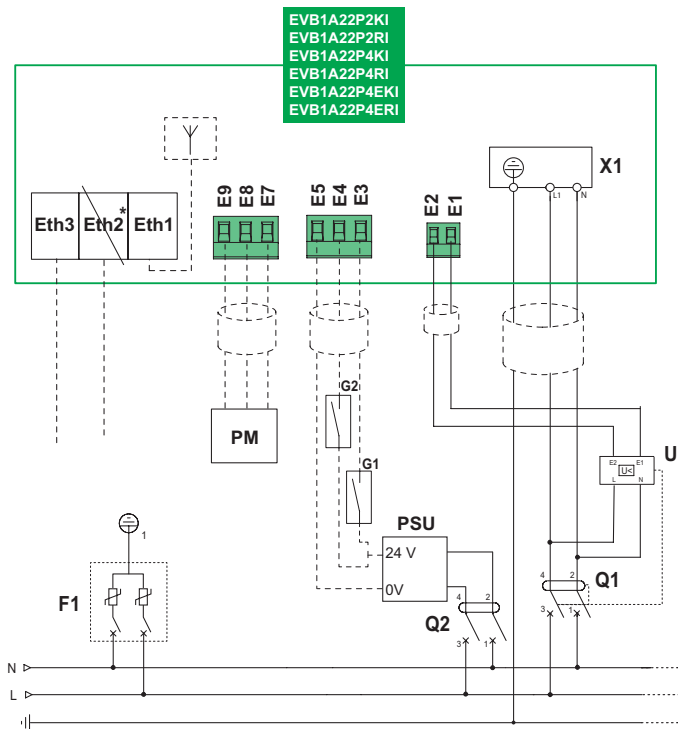 EVB1A22P2KI
EVB1A22P2RI
EVB1A22P4KI
EVB1A22P4RI
EVB1A22P4EKI
EVB1A22P4ERI
X1
L1 N
E9 E8 E7
E5 E4 E3
E2 E1
Eth3 Eth2* Eth1
G2
PM
G1
U
E2 E1
U<
L N
PSU
24 V
0V
1
F1
4 2
Q1
3 1
4 2
Q2
3 1
N
L